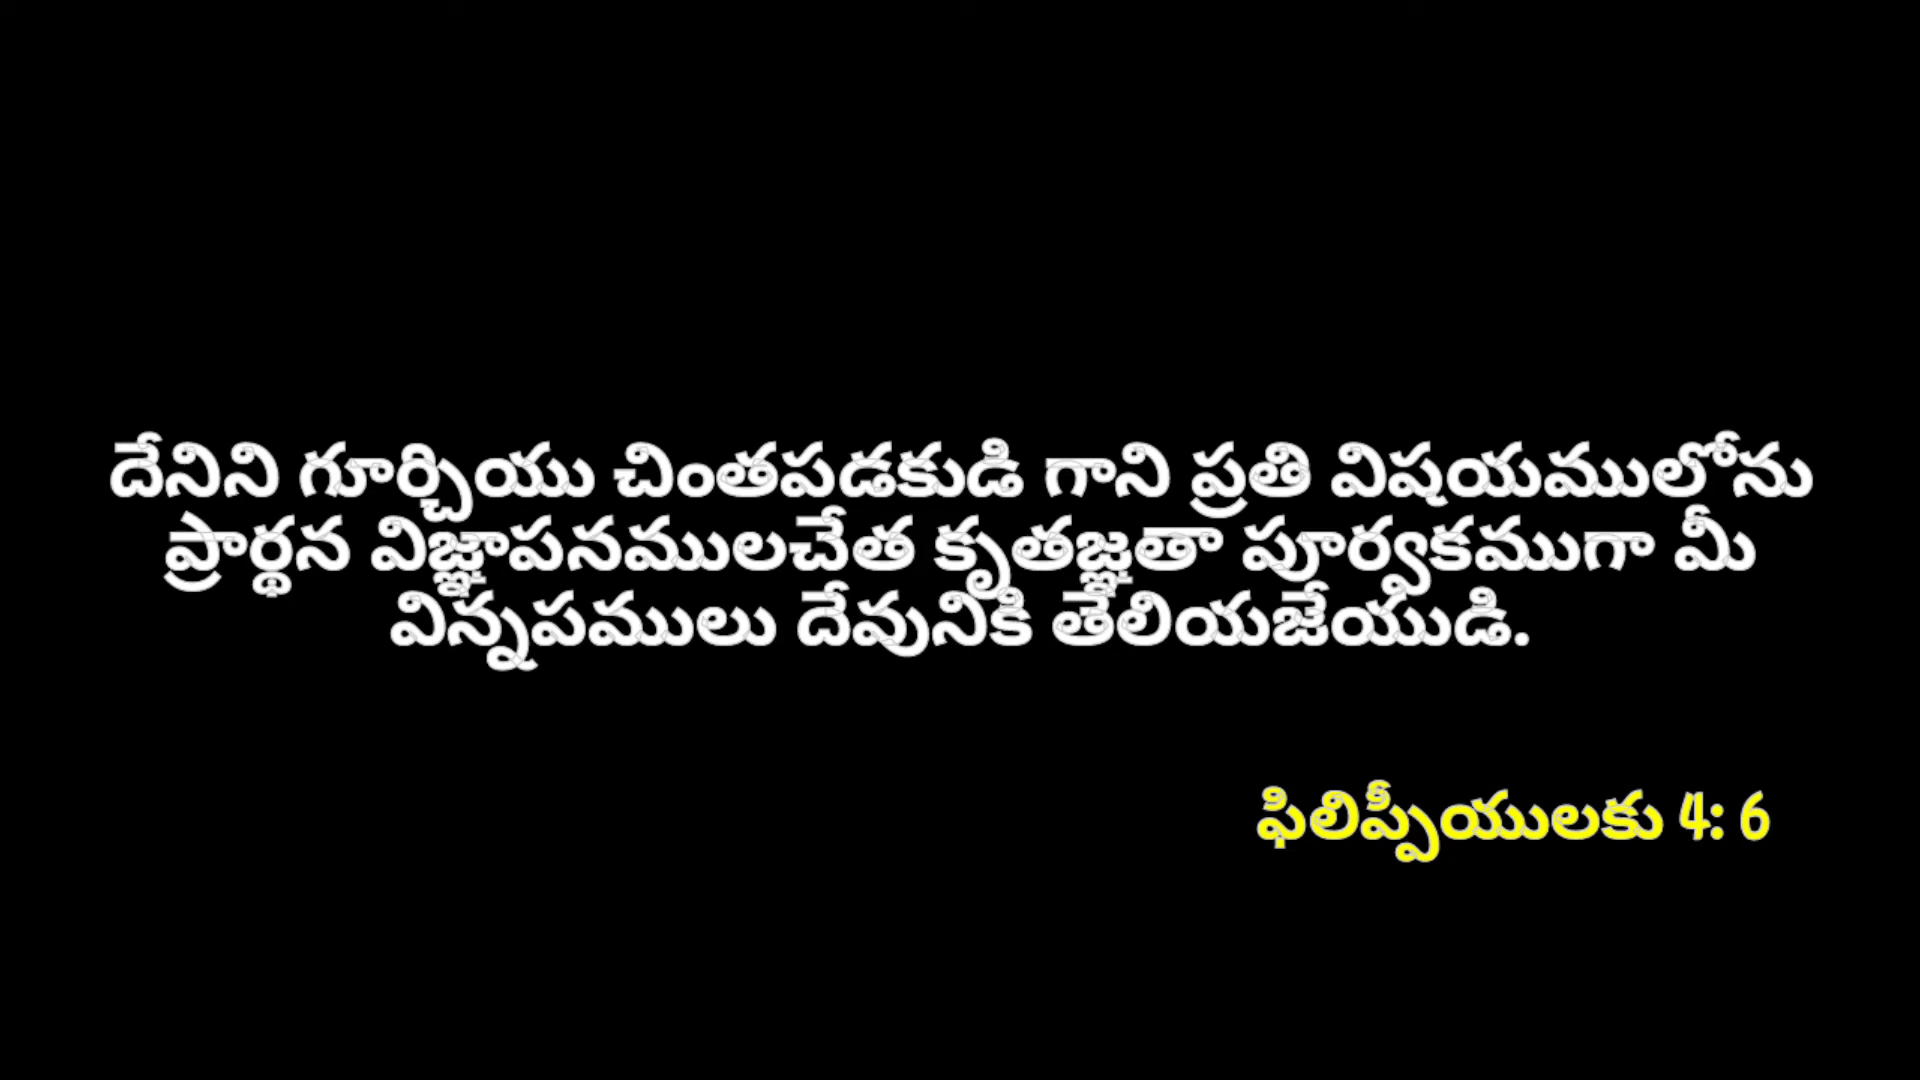 దేనిని గూర్చియు చింతపడకుడి గాని ప్రతి విషయములోను
ప్రార్థన విజ్ఞాపనములచేత కృతజ్ఞతా పూర్వకముగా మీ
విన్నపములు దేవునికి తెలియజేయుడి.
ఫిలిప్పీయులకు 4: 6